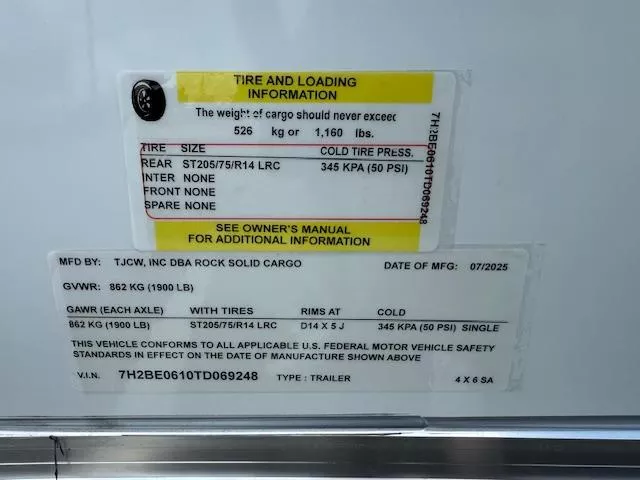 TIRE AND LOADING
INFORMATION
The weight of cargo should never exceed
526 kg or 1,160 lbs.
TIRE SIZE COLD TIRE PRESS.
REAR ST205/75/R14 LRC 345 KPA (50 PSI)
INTER NONE
FRONT NONE
SPARE NONE
SEE OWNER'S MANUAL
FOR ADDITIONAL INFORMATION
7H2BE0610TD069248
MFD BY: TJCW, INC DBA ROCK SOLID CARGO DATE OF MFG: 07/2025
GVWR: 862 KG (1900 LB)
GAWR (EACH AXLE) WITH TIRES RIMS AT COLD
862 KG (1900 LB) ST205/75/R14 LRC D14 X 5 J 345 KPA (50 PSI) SINGLE
THIS VEHICLE CONFORMS TO ALL APPLICABLE U.S. FEDERAL MOTOR VEHICLE SAFETY
STANDARDS IN EFFECT ON THE DATE OF MANUFACTURE SHOWN ABOVE
V.I.N. 7H2BE0610TD069248 TYPE : TRAILER 4 X 6 SA